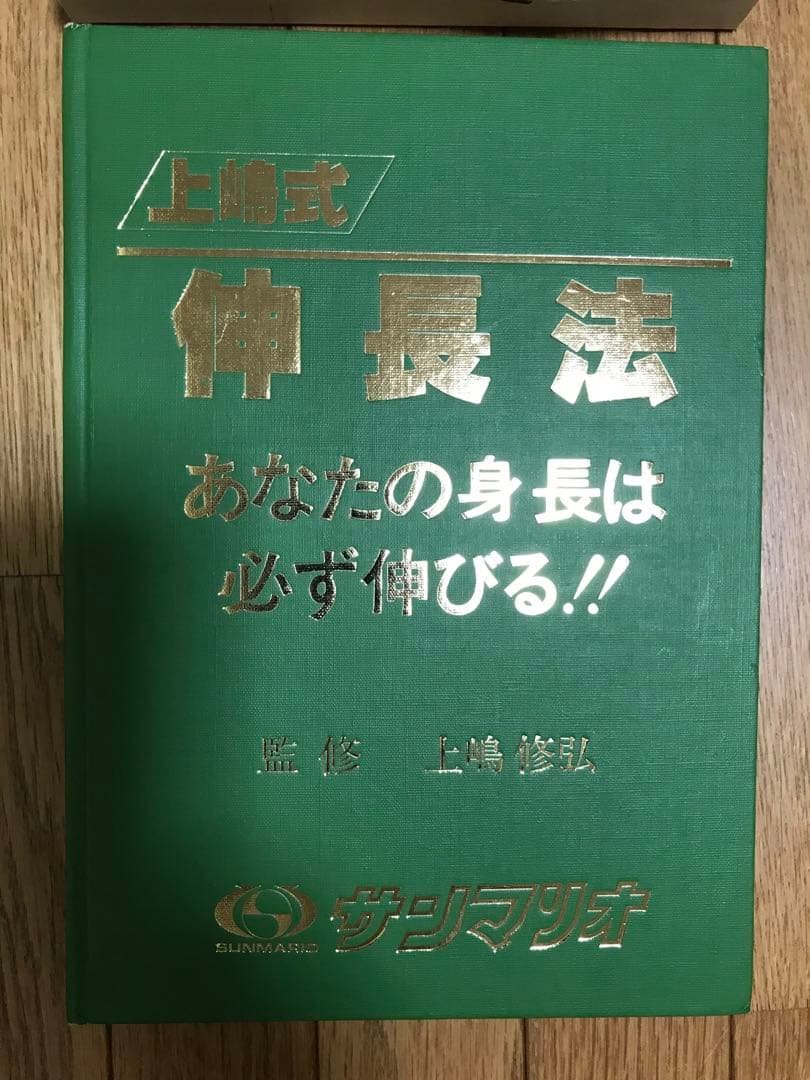 上嶋式
伸長法
あなたの身長は
必ず伸びる!!
監修 上嶋修弘
SUNMARIO サンマリオ